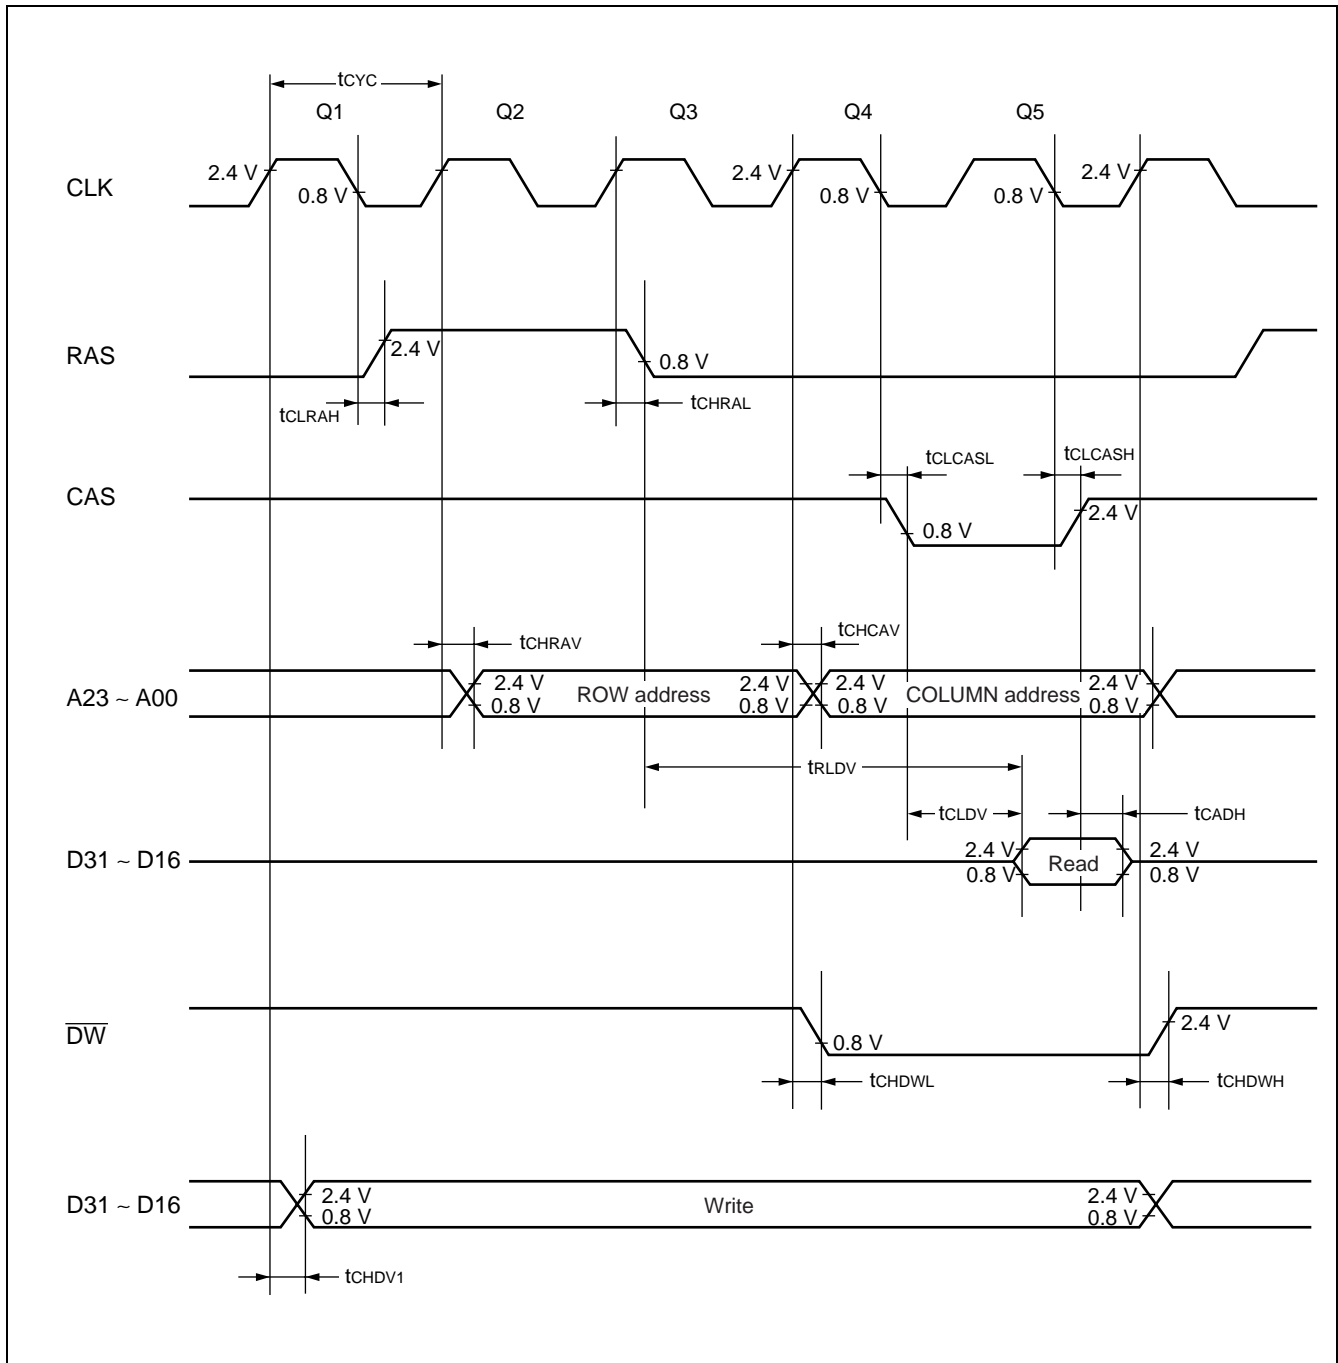 tCYC
Q1 Q2 Q3 Q4 Q5
CLK 2.4 V 0.8 V 2.4 V 0.8 V 0.8 V 2.4 V
RAS 2.4 V 0.8 V
tCLRAH tCHRAL
tCLCASL tCLCASH
CAS 0.8 V 2.4 V
tCHRAV tCHCAV
A23 ~ A00 2.4 V ROW address 2.4 V 2.4 V COLUMN address 2.4 V
0.8 V 0.8 V 0.8 V 0.8 V
tRLDV
tCLDV tCADH
D31 ~ D16 2.4 V Read 2.4 V
0.8 V 0.8 V
DW 0.8 V 2.4 V
tCHDWL tCHDWH
D31 ~ D16 2.4 V Write 2.4 V
0.8 V 0.8 V
tCHDV1